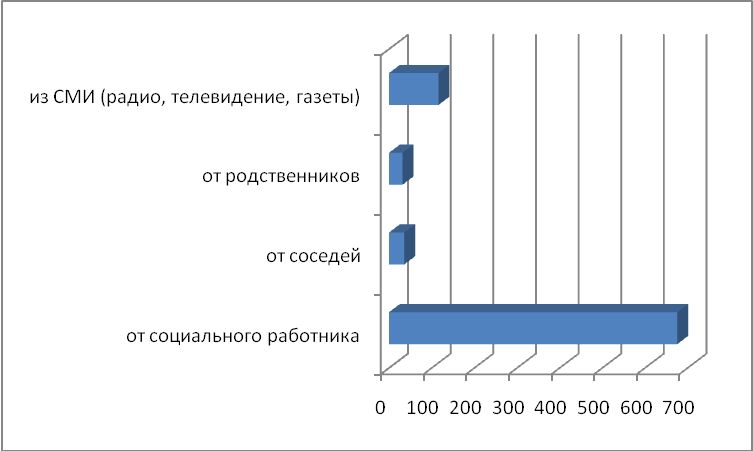 из СМИ (радио, телевидение, газеты)
от родственников
от соседей
от социального работника
0 100 200 300 400 500 600 700